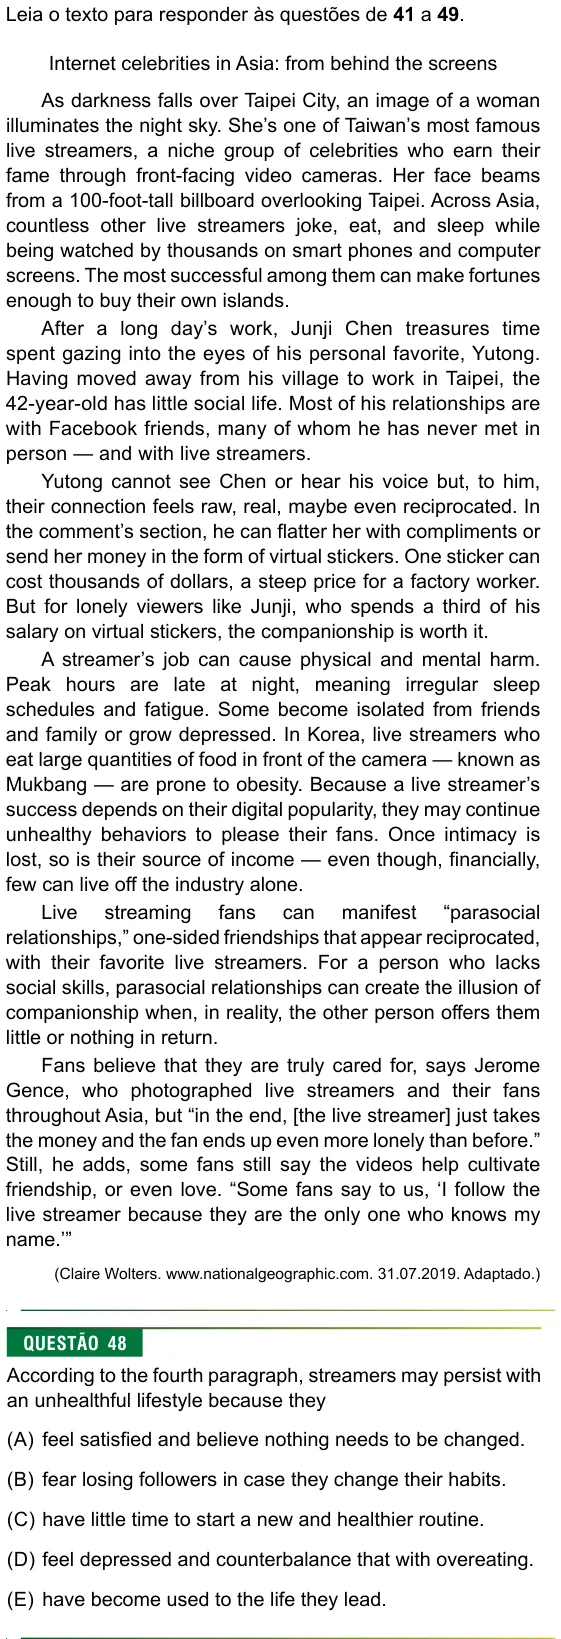 Leia o texto para responder às questões de 41 a 49.
Internet celebrities in Asia: from behind the screens
As darkness falls over Taipei City, an image of a woman
illuminates the night sky. She’s one of Taiwan’s most famous
live streamers, a niche group of celebrities who earn their
fame through front-facing video cameras. Her face beams
from a 100-foot-tall billboard overlooking Taipei. Across Asia,
countless other live streamers joke, eat, and sleep while
being watched by thousands on smart phones and computer
screens. The most successful among them can make fortunes
enough to buy their own islands.
After a long day’s work, Junji Chen treasures time
spent gazing into the eyes of his personal favorite, Yutong.
Having moved away from his village to work in Taipei, the
42-year-old has little social life. Most of his relationships are
with Facebook friends, many of whom he has never met in
person — and with live streamers.
Yutong cannot see Chen or hear his voice but, to him,
their connection feels raw, real, maybe even reciprocated. In
the comment’s section, he can flatter her with compliments or
send her money in the form of virtual stickers. One sticker can
cost thousands of dollars, a steep price for a factory worker.
But for lonely viewers like Junji, who spends a third of his
salary on virtual stickers, the companionship is worth it.
A streamer’s job can cause physical and mental harm.
Peak hours are late at night, meaning irregular sleep
schedules and fatigue. Some become isolated from friends
and family or grow depressed. In Korea, live streamers who
eat large quantities of food in front of the camera — known as
Mukbang — are prone to obesity. Because a live streamer’s
success depends on their digital popularity, they may continue
unhealthy behaviors to please their fans. Once intimacy is
lost, so is their source of income — even though, financially,
few can live off the industry alone.
Live streaming fans can manifest “parasocial
relationships,” one-sided friendships that appear reciprocated,
with their favorite live streamers. For a person who lacks
social skills, parasocial relationships can create the illusion of
companionship when, in reality, the other person offers them
little or nothing in return.
Fans believe that they are truly cared for, says Jerome
Gence, who photographed live streamers and their fans
throughout Asia, but “in the end, [the live streamer] just takes
the money and the fan ends up even more lonely than before.”
Still, he adds, some fans still say the videos help cultivate
friendship, or even love. “Some fans say to us, ‘I follow the
live streamer because they are the only one who knows my
name.’”
(Claire Wolters. www.nationalgeographic.com. 31.07.2019. Adaptado.)
QUESTÃO 48
According to the fourth paragraph, streamers may persist with
an unhealthful lifestyle because they
(A) feel satisfied and believe nothing needs to be changed.
(B) fear losing followers in case they change their habits.
(C) have little time to start a new and healthier routine.
(D) feel depressed and counterbalance that with overeating.
(E) have become used to the life they lead.